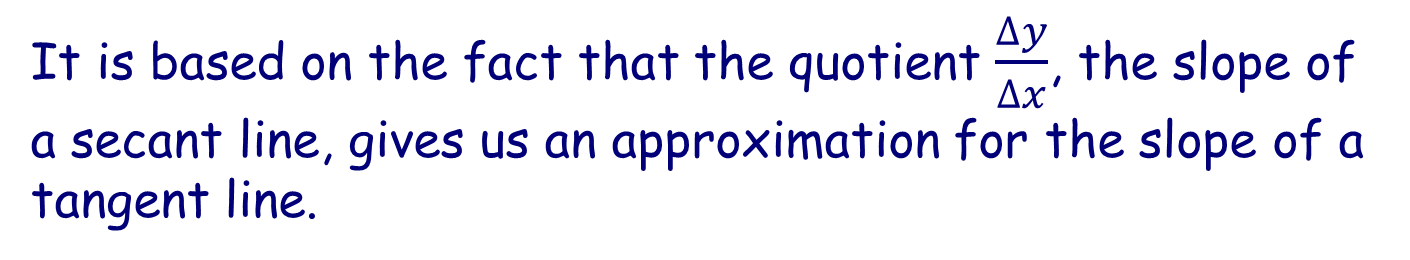 It is based on the fact that the quotient Δy/Δx, the slope of
a secant line, gives us an approximation for the slope of a
tangent line.